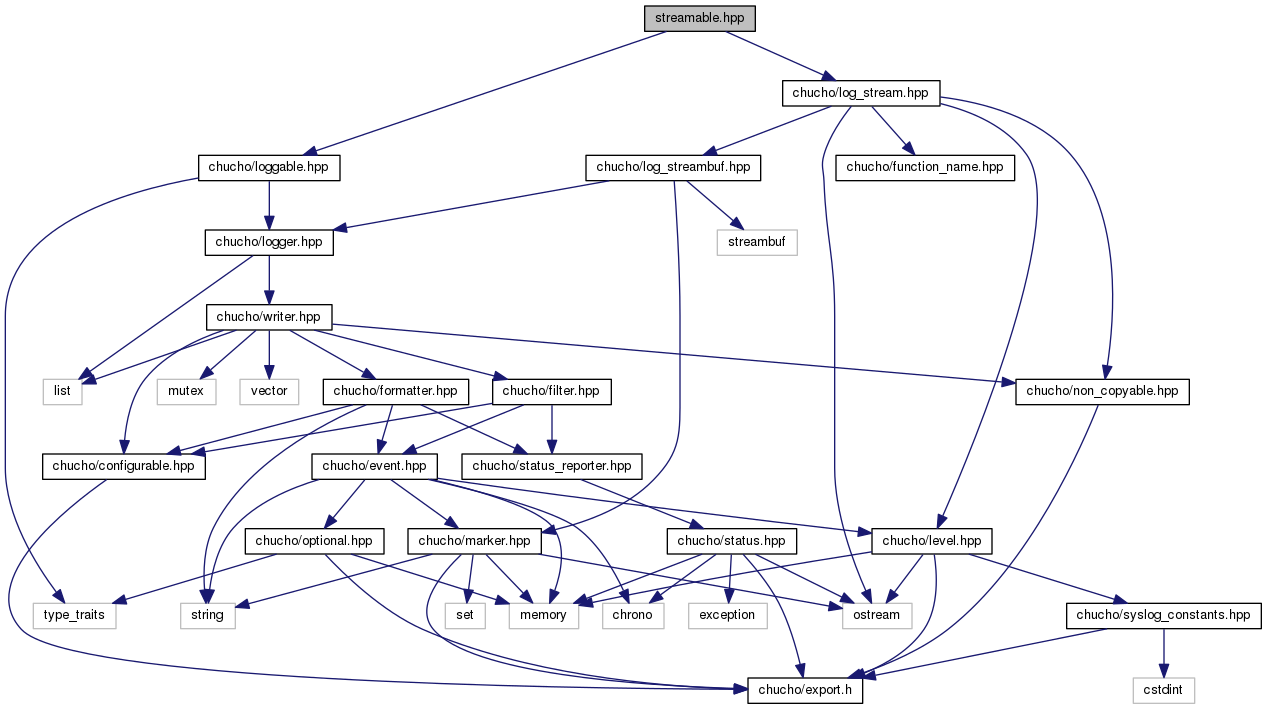 streamable.hpp
chucho/log_stream.hpp
chucho/loggable.hpp
chucho/log_streambuf.hpp
chucho/function_name.hpp
chucho/logger.hpp
streambuf
chucho/writer.hpp
list
mutex
vector
chucho/formatter.hpp
chucho/filter.hpp
chucho/non_copyable.hpp
chucho/configurable.hpp
chucho/event.hpp
chucho/status_reporter.hpp
chucho/optional.hpp
chucho/marker.hpp
chucho/status.hpp
chucho/level.hpp
type_traits
string
set
memory
chrono
exception
ostream
chucho/syslog_constants.hpp
chucho/export.h
cstdint